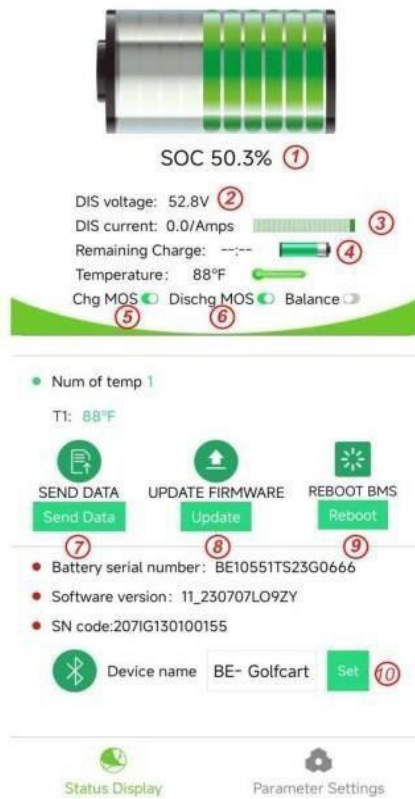 SOC 50.3% 1
DIS voltage: 52.8V 2
DIS current: 0.0/Amps 3
Remaining Charge: --:-- 4
Temperature: 88°F
Chg MOS Dischg MOS Balance
5 6
Num of temp 1
T1: 88°F
SEND DATA UPDATE FIRMWARE REBOOT BMS
Send Data Update Reboot
7 8 9
Battery serial number: BE10551TS23G0666
Software version: 11_230707LO9ZY
SN code:207IG130100155
Device name BE- Golfcart Set 10
Status Display Parameter Settings